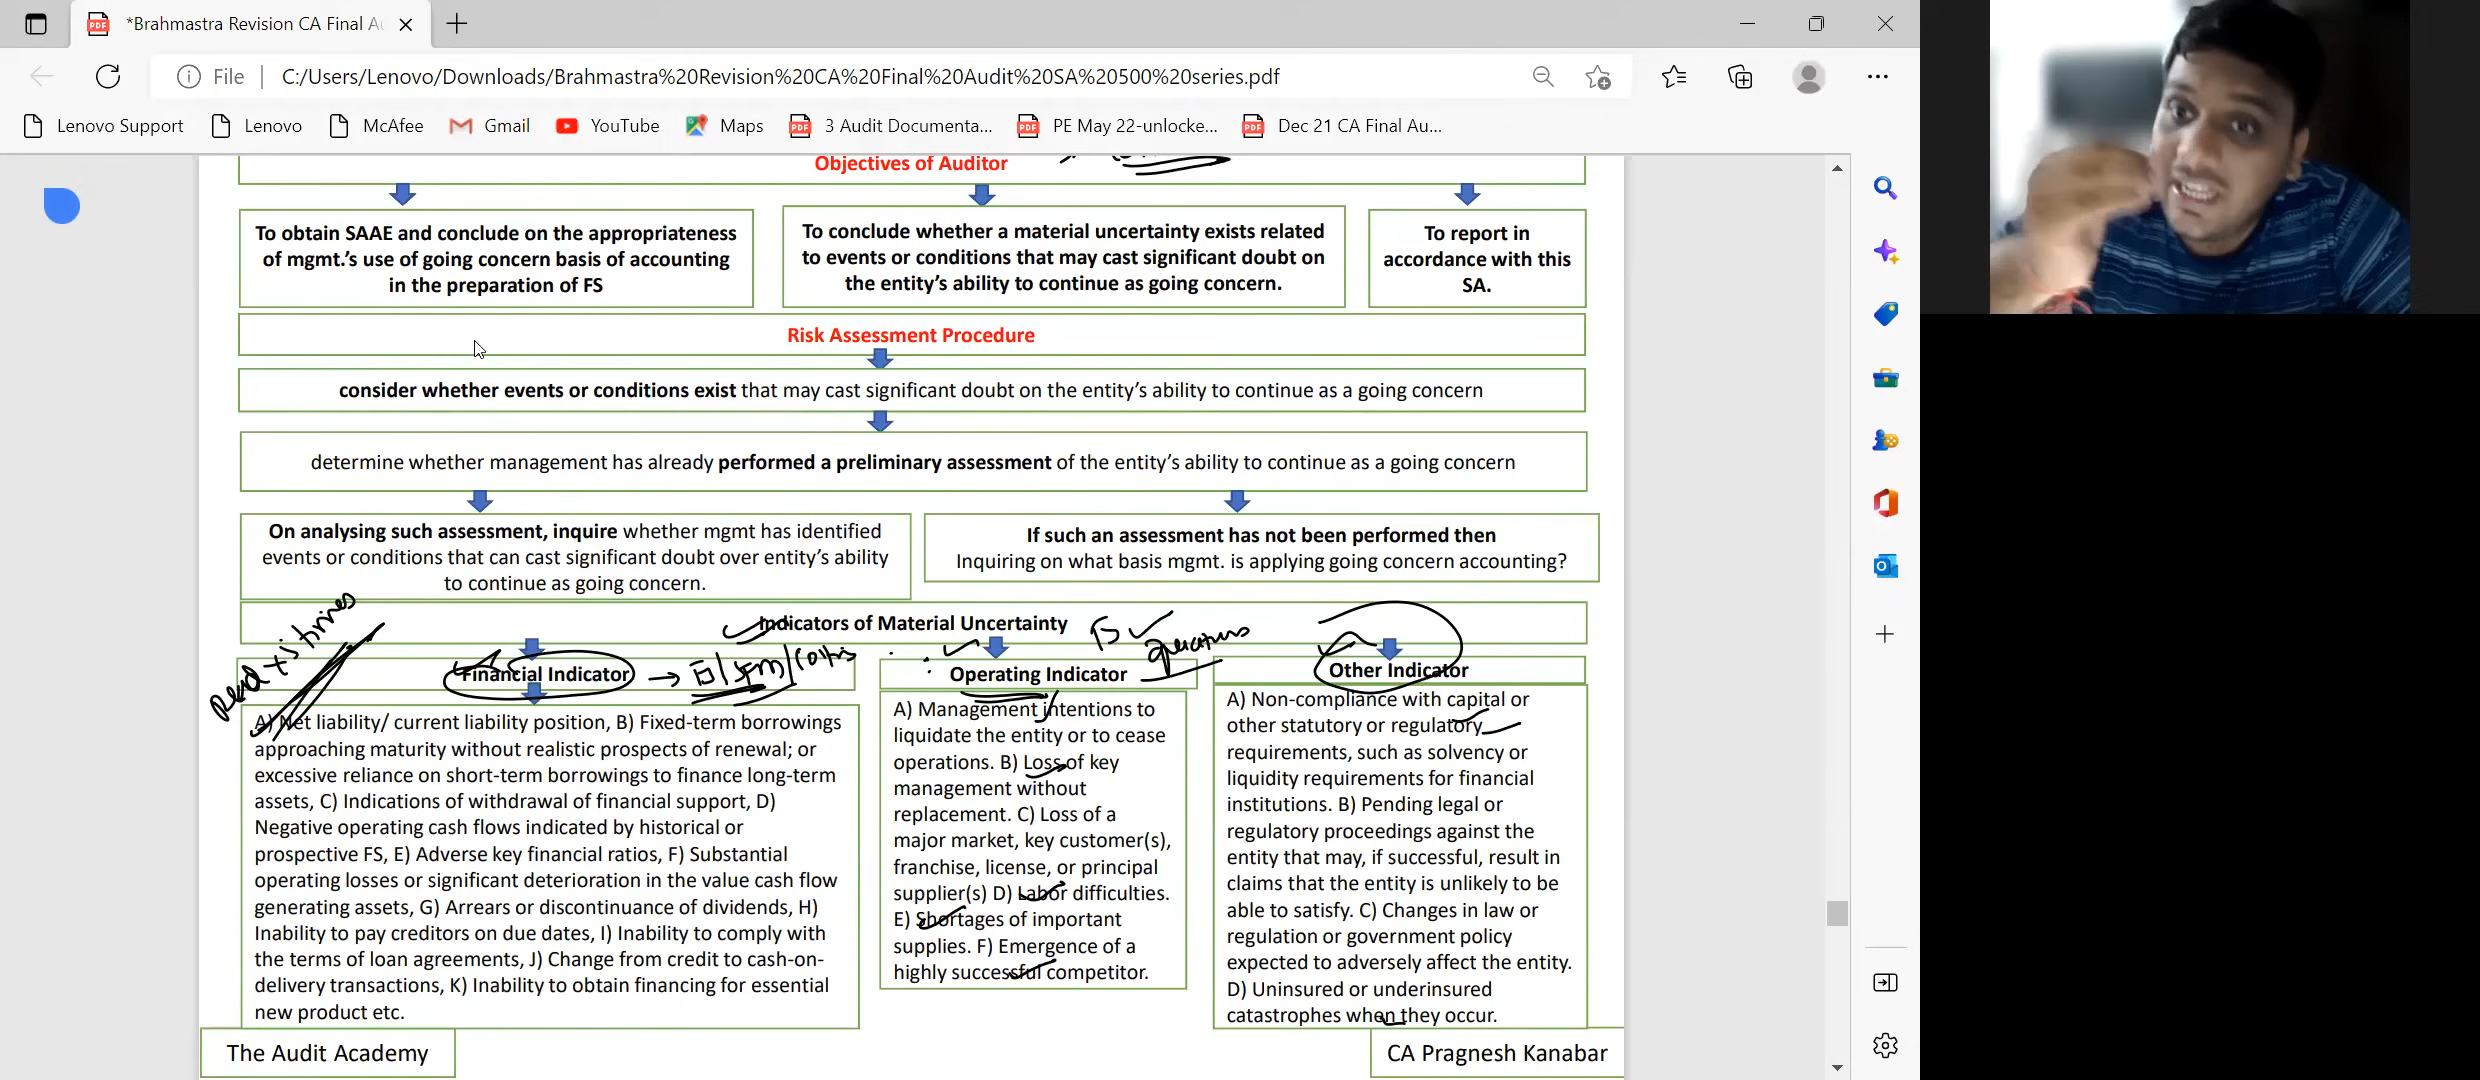 *Brahmastra Revision CA Final Au
File
C:/Users/Lenovo/Downloads/Brahmastra%20Revision%20CA%20Final%20Audit%20SA%20500%20series.pdf
Lenovo Support
Lenovo
McAfee
Gmail
YouTube
Maps
3 Audit Documenta...
PE May 22-unlocke...
Dec 21 CA Final Au...
Objectives of Auditor
To obtain SAAE and conclude on the appropriateness
of mgmt.'s use of going concern basis of accounting
in the preparation of FS
To conclude whether a material uncertainty exists related
to events or conditions that may cast significant doubt on
the entity's ability to continue as going concern.
To report in
accordance with this
SA.
Risk Assessment Procedure
consider whether events or conditions exist that may cast significant doubt on the entity's ability to continue as a going concern
determine whether management has already performed a preliminary assessment of the entity's ability to continue as a going concern
On analysing such assessment, inquire whether mgmt has identified
events or conditions that can cast significant doubt over entity's ability
to continue as going concern.
If such an assessment has not been performed then
Inquiring on what basis mgmt. is applying going concern accounting?
Indicators of Material Uncertainty
Read
Financial Indicator
A) Net liability/ current liability position, B) Fixed-term borrowings
approaching maturity without realistic prospects of renewal; or
excessive reliance on short-term borrowings to finance long-term
assets, C) Indications of withdrawal of financial support, D)
Negative operating cash flows indicated by historical or
prospective FS, E) Adverse key financial ratios, F) Substantial
operating losses or significant deterioration in the value cash flow
generating assets, G) Arrears or discontinuance of dividends, H)
Inability to pay creditors on due dates, I) Inability to comply with
the terms of loan agreements, J) Change from credit to cash-on-
delivery transactions, K) Inability to obtain financing for essential
new product etc.
Operating Indicator
A) Management intentions to
liquidate the entity or to cease
operations. B) Loss of key
management without
replacement. C) Loss of a
major market, key customer(s),
franchise, license, or principal
supplier(s) D) Labor difficulties.
E) Shortages of important
supplies. F) Emergence of a
highly successful competitor.
Other Indicator
A) Non-compliance with capital or
other statutory or regulatory
requirements, such as solvency or
liquidity requirements for financial
institutions. B) Pending legal or
regulatory proceedings against the
entity that may, if successful, result in
claims that the entity is unlikely to be
able to satisfy. C) Changes in law or
regulation or government policy
expected to adversely affect the entity.
D) Uninsured or underinsured
catastrophes when they occur.
The Audit Academy
CA Pragnesh Kanabar